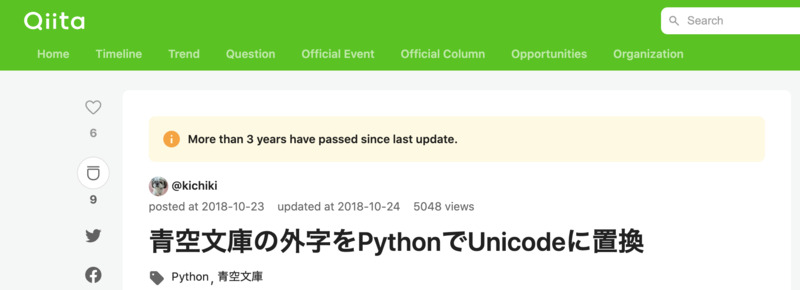 Qiita
Search
Home Timeline Trend Question Official Event Official Column Opportunities Organization
6
More than 3 years have passed since last update.
9
@kichiki
posted at 2018-10-23 updated at 2018-10-24 5048 views
青空文庫の外字をPythonでUnicodeに置換
Python, 青空文庫